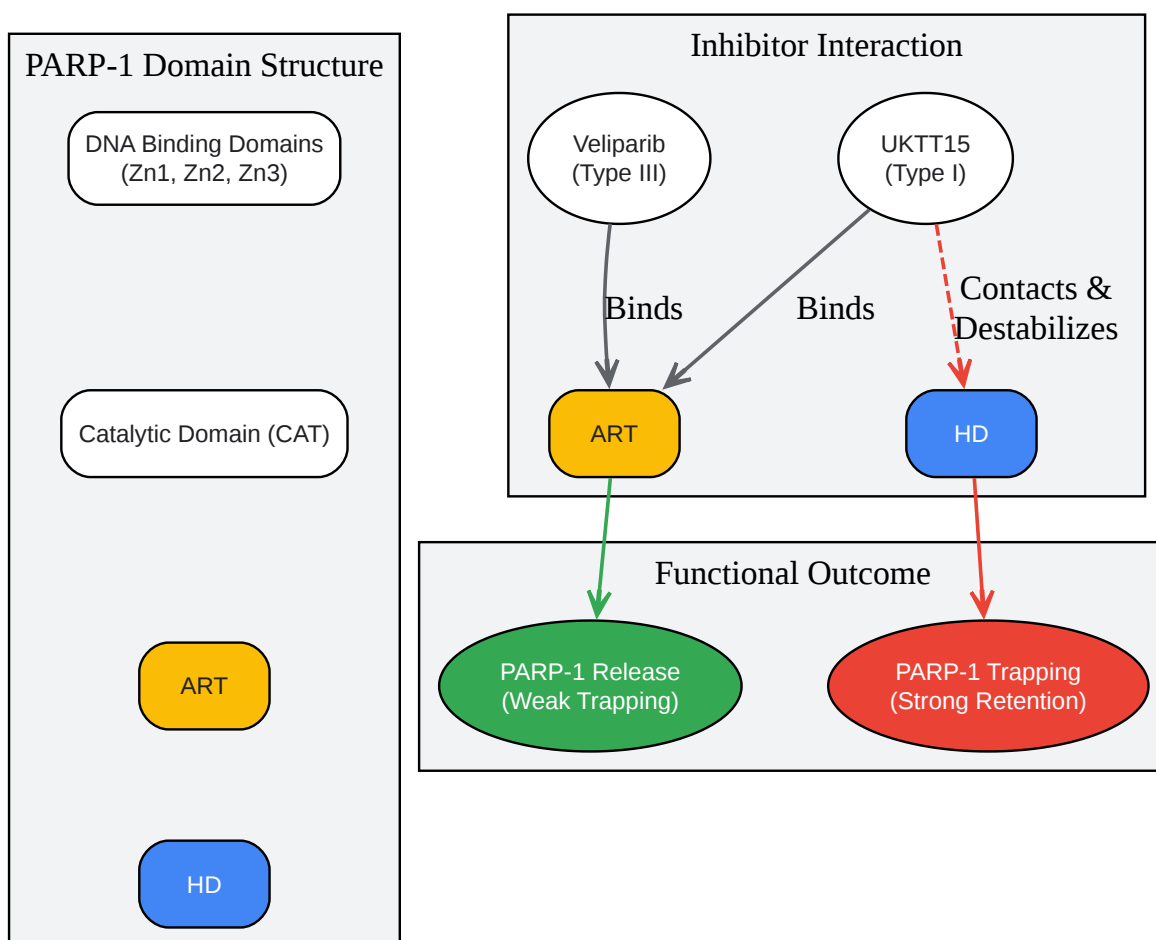 PARP-1 Domain Structure
DNA Binding Domains
(Zn1, Zn2, Zn3)
Catalytic Domain (CAT)
ART
HD
Inhibitor Interaction
Veliparib
(Type III)
UKTT15
(Type I)
Binds
Binds
Contacts &
Destabilizes
ART
HD
Functional Outcome
PARP-1 Release
(Weak Trapping)
PARP-1 Trapping
(Strong Retention)